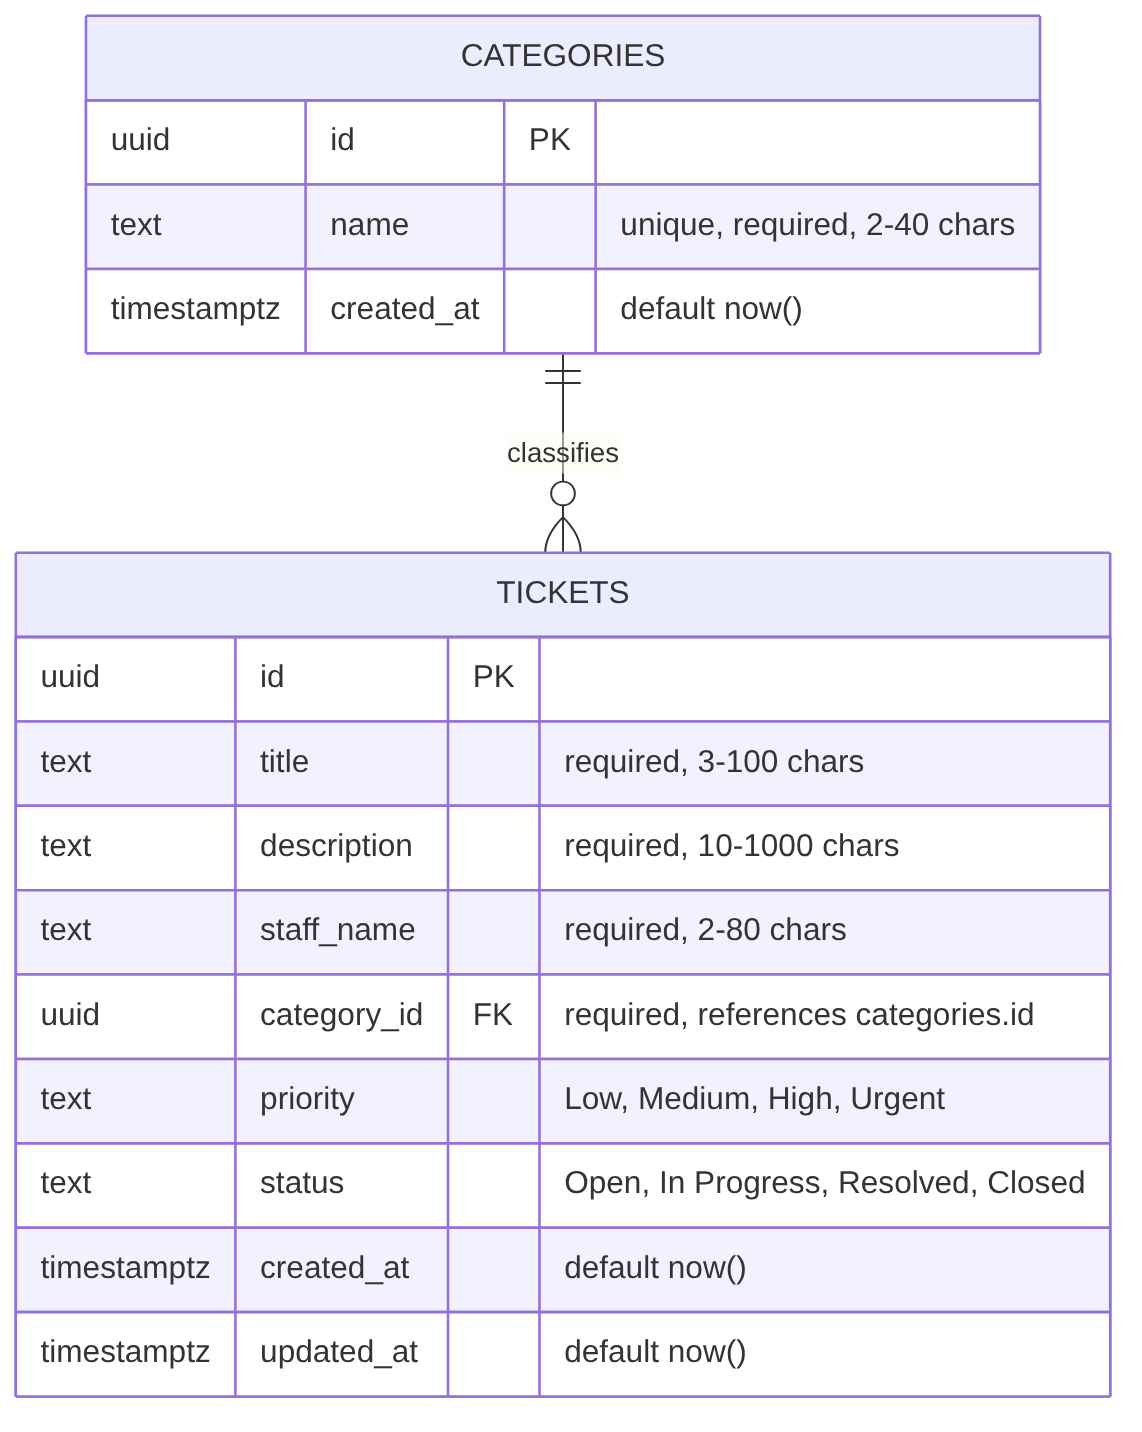 CATEGORIES
uuid id PK
text name unique, required, 2-40 chars
timestamptz created_at default now()
classifies
TICKETS
uuid id PK
text title required, 3-100 chars
text description required, 10-1000 chars
text staff_name required, 2-80 chars
uuid category_id FK required, references categories.id
text priority Low, Medium, High, Urgent
text status Open, In Progress, Resolved, Closed
timestamptz created_at default now()
timestamptz updated_at default now()